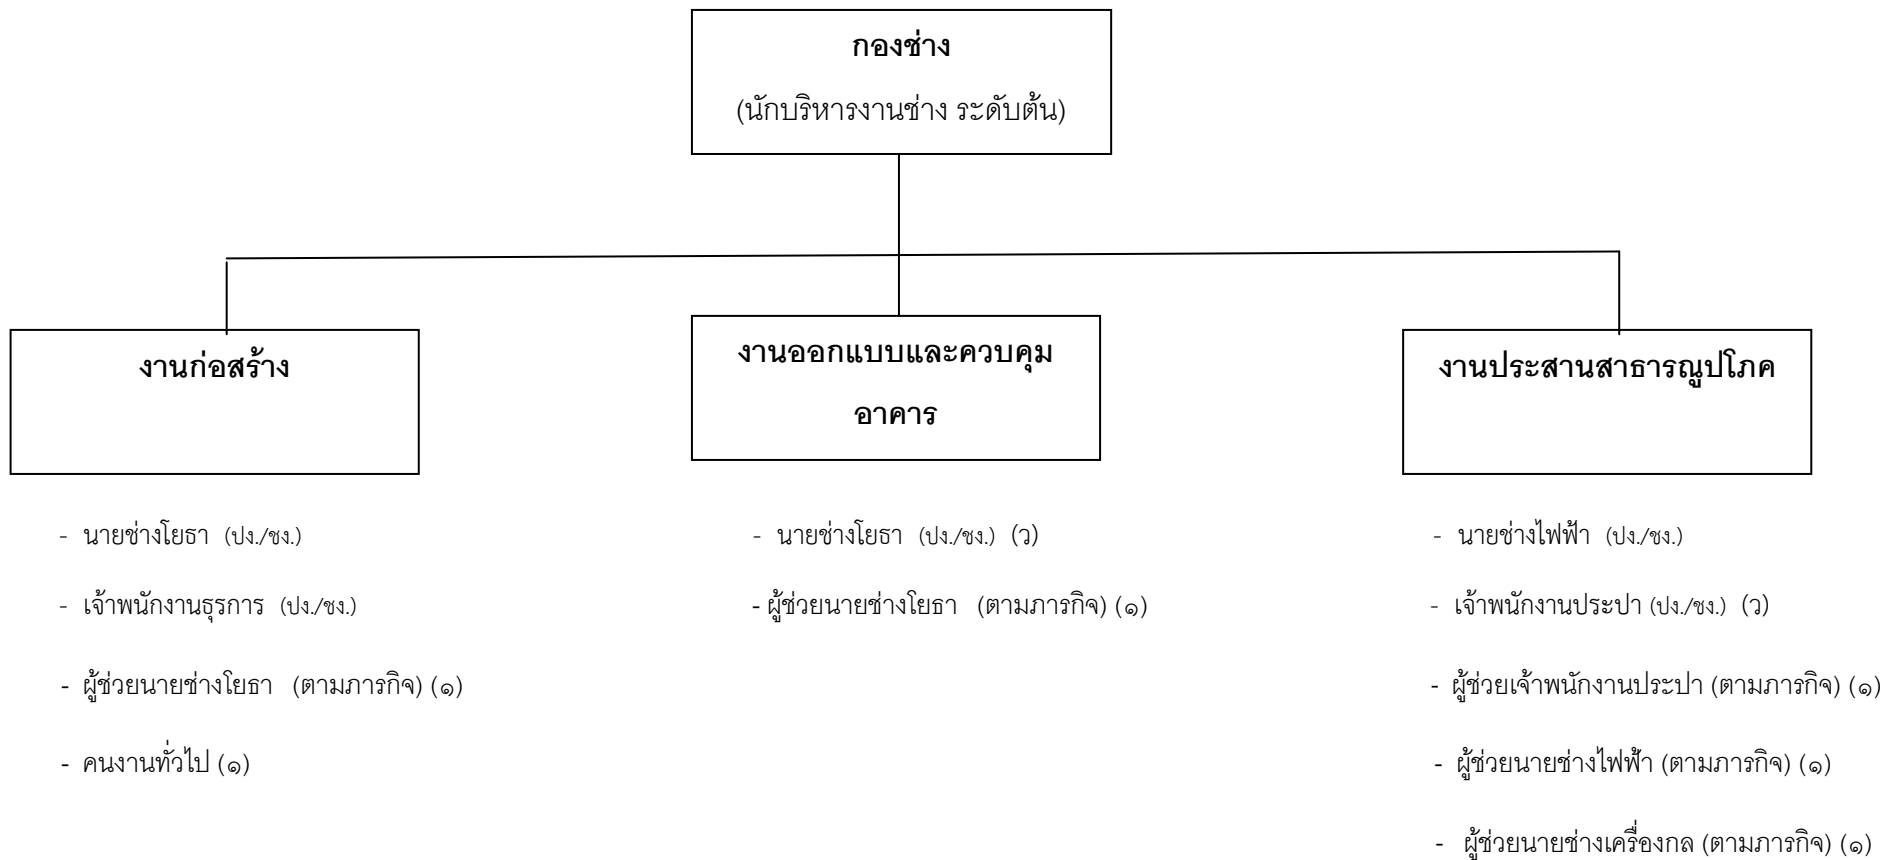 กองช่าง
(นักบริหารงานช่าง ระดับต้น)
งานก่อสร้าง
งานออกแบบและควบคุม
อาคาร
งานประสานสาธารณูปโภค
- นายช่างโยธา (ปง./ชง.)
- เจ้าพนักงานธุรการ (ปง./ชง.)
- ผู้ช่วยนายช่างโยธา (ตามภารกิจ) (๑)
- คนงานทั่วไป (๑)
- นายช่างโยธา (ปง./ชง.) (ว)
- ผู้ช่วยนายช่างโยธา (ตามภารกิจ) (๑)
- นายช่างไฟฟ้า (ปง./ชง.)
- เจ้าพนักงานประปา (ปง./ชง.) (ว)
- ผู้ช่วยเจ้าพนักงานประปา (ตามภารกิจ) (๑)
- ผู้ช่วยนายช่างไฟฟ้า (ตามภารกิจ) (๑)
- ผู้ช่วยนายช่างเครื่องกล (ตามภารกิจ) (๑)